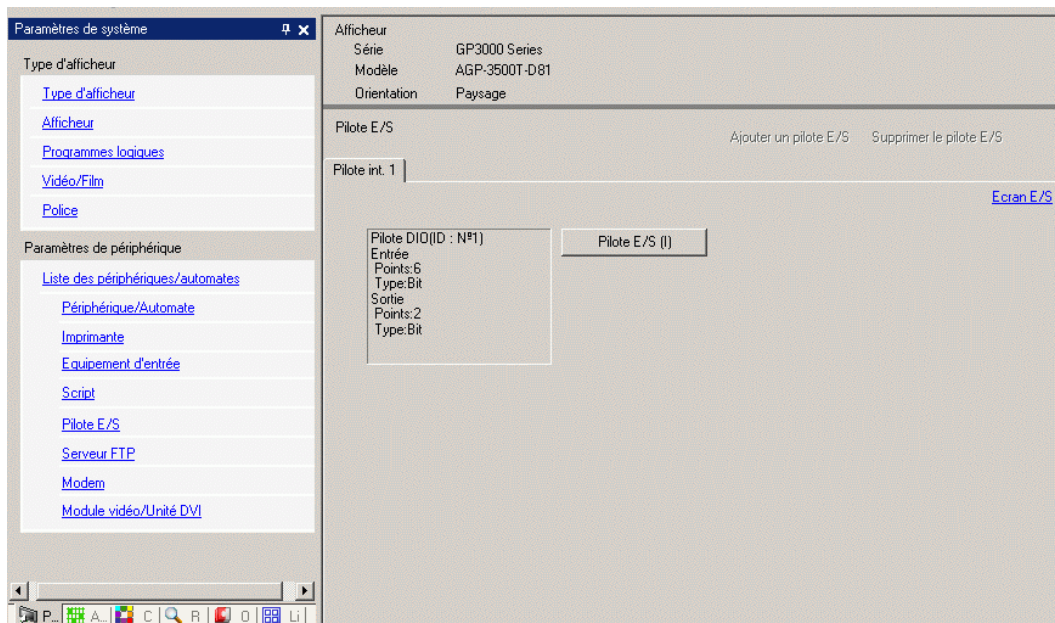 Paramètres de système
Type d'afficheur
Type d'afficheur
Afficheur
Programmes logiques
Vidéo/Film
Police
Paramètres de périphérique
Liste des périphériques/automates
Périphérique/Automate
Imprimante
Equipement d'entrée
Script
Pilote E/S
Serveur FTP
Modem
Module vidéo/Unité DVI
P... A... C R O Li
Afficheur
Série GP3000 Series
Modèle AGP-3500T-D81
Orientation Paysage
Pilote E/S
Ajouter un pilote E/S Supprimer le pilote E/S
Pilote int. 1
Ecran E/S
Pilote DIO(ID : Nº1)
Entrée
Points:6
Type:Bit
Sortie
Points:2
Type:Bit
Pilote E/S (I)